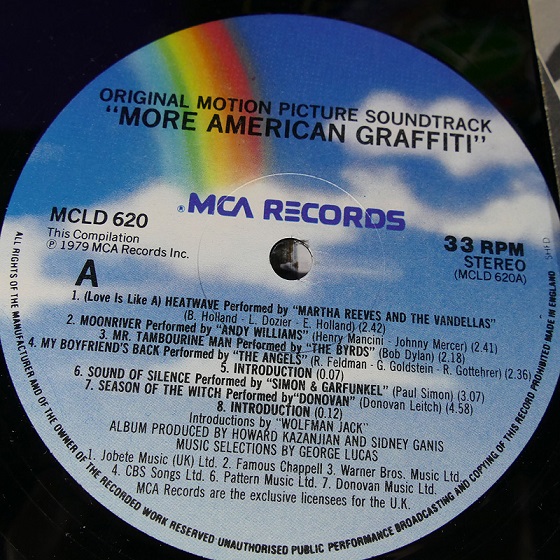 ORIGINAL MOTION PICTURE SOUNDTRACK
"MORE AMERICAN GRAFFITI"
®MCA RECORDS
MCLD 620
This Compilation
℗ 1979 MCA Records Inc.
33 RPM
STEREO
(MCLD 620A)
A
1. (Love Is Like A) HEATWAVE Performed by "MARTHA REEVES AND THE VANDELLAS"
(B. Holland - L. Dozier - E. Holland) (2.42)
2. MOONRIVER Performed by "ANDY WILLIAMS" (Henry Mancini - Johnny Mercer) (2.41)
3. MR. TAMBOURINE MAN Performed by "THE BYRDS" (Bob Dylan) (2.18)
4. MY BOYFRIEND'S BACK Performed by "THE ANGELS" (R. Feldman - G. Goldstein - R. Gottehrer) (2.36)
5. INTRODUCTION (0.07)
6. SOUND OF SILENCE Performed by "SIMON & GARFUNKEL" (Paul Simon) (3.07)
7. SEASON OF THE WITCH Performed by "DONOVAN" (Donovan Leitch) (4.58)
8. INTRODUCTION (0.12)
Introductions by "WOLFMAN JACK"
ALBUM PRODUCED BY HOWARD KAZANJIAN AND SIDNEY GANIS
MUSIC SELECTIONS BY GEORGE LUCAS
1. Jobete Music (UK) Ltd. 2. Famous Chappell 3. Warner Bros. Music Ltd.
4. CBS Songs Ltd. 6. Pattern Music Ltd. 7. Donovan Music Ltd.
MCA Records are the exclusive licensees for the U.K.
ALL RIGHTS OF THE MANUFACTURER AND OF THE OWNER OF THE RECORDED WORK RESERVED UNAUTHORISED PUBLIC PERFORMANCE BROADCASTING AND COPYING OF THIS RECORD PROHIBITED MADE IN ENGLAND